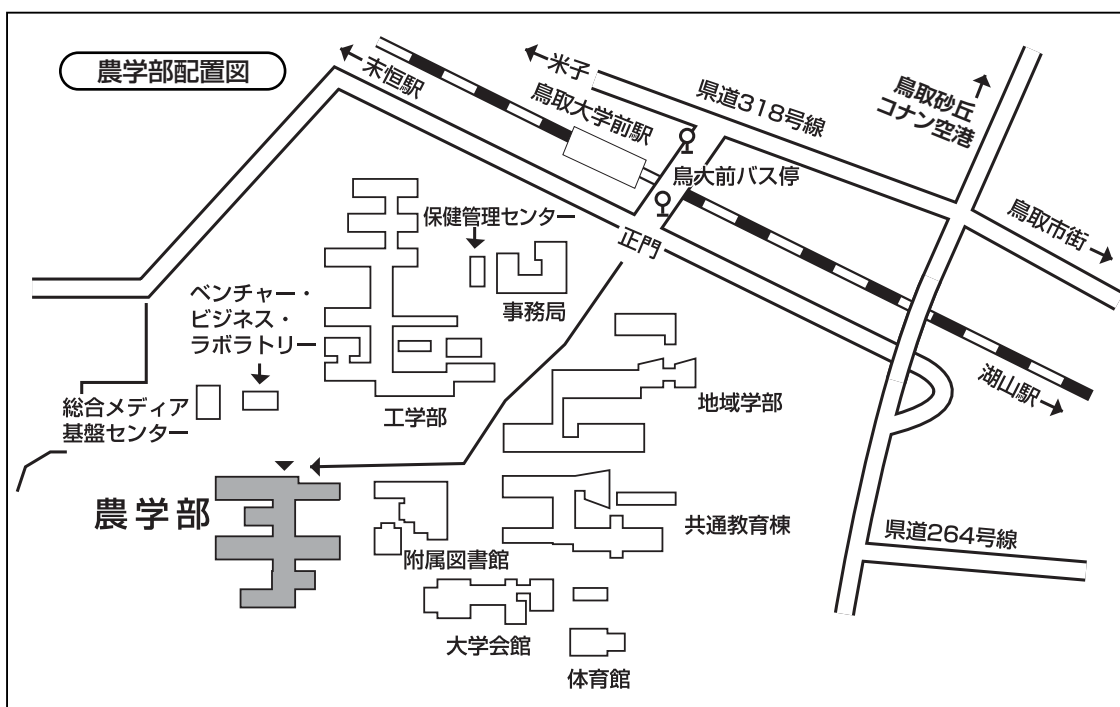 農学部配置図
末恒駅
米子
県道318号線
鳥取大学前駅
鳥取砂丘
コナン空港
鳥大前バス停
鳥取市街
保健管理センター
正門
事務局
ベンチャー・
ビジネス・
ラボラトリー
湖山駅
地域学部
総合メディア
基盤センター
工学部
農学部
共通教育棟
県道264号線
附属図書館
大学会館
体育館